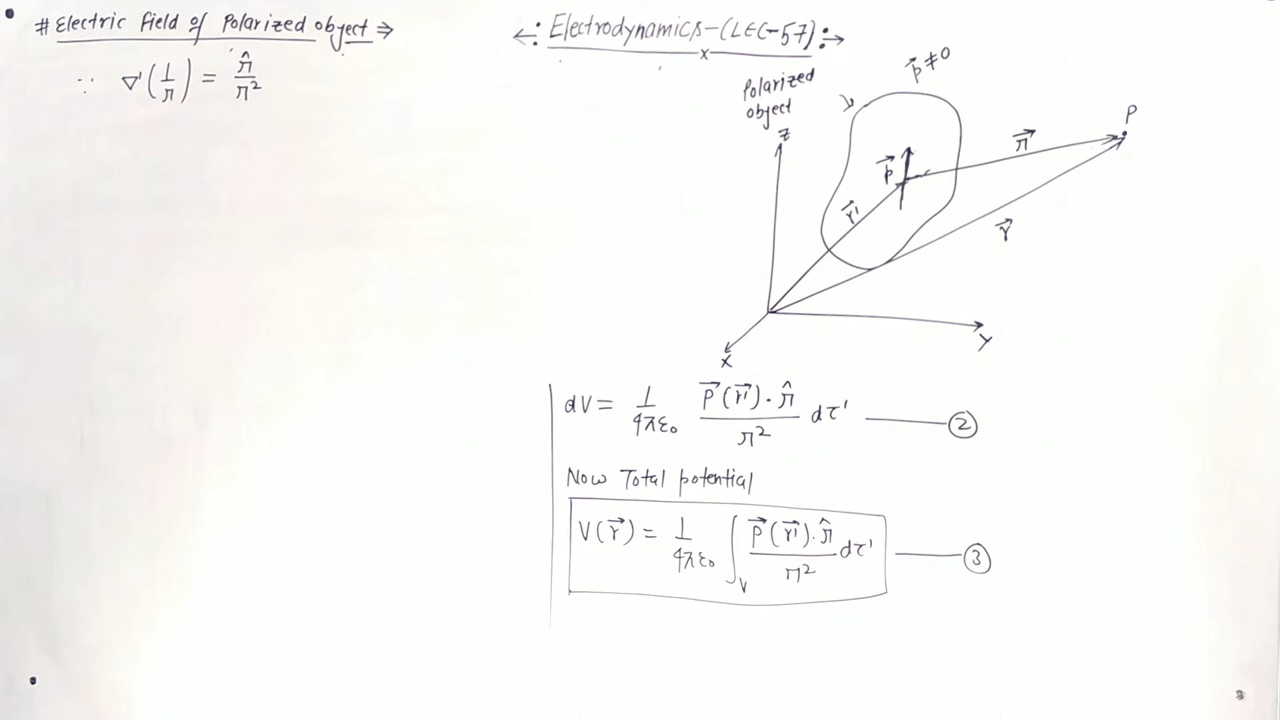 # Electric field of Polarized object ⇒
∵ ∇'(1/r) = r̂/r²
←: Electrodynamics-(LEC-57) :→
x
Polarized
object
p⃗ ≠ 0
P
Z
r⃗
p⃗
r⃗'
r⃗
Y
X
dV = 1/4πε₀ P⃗(r⃗')·r̂/r² dτ' —— ②
Now Total potential
V(r⃗) = 1/4πε₀ ∫ᵥ P⃗(r⃗')·r̂/r² dτ' —— ③